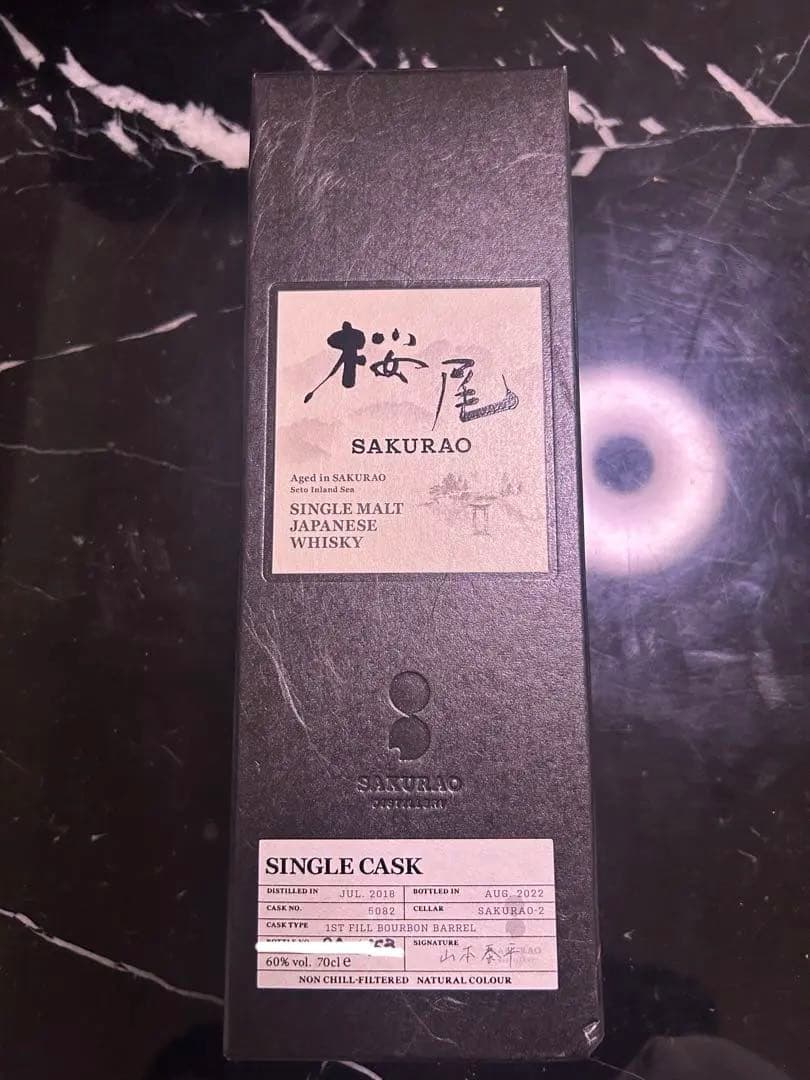 桜尾
SAKURAO
Aged in SAKURAO
Seto Inland Sea
SINGLE MALT
JAPANESE
WHISKY
SAKURAO
DISTILLERY
SINGLE CASK
DISTILLED IN JUL. 2018 BOTTLED IN AUG. 2022
CASK NO. 5082 CELLAR SAKURAO-2
CASK TYPE 1ST FILL BOURBON BARREL
SIGNATURE 山本泰平
60% vol. 70cl e
NON CHILL-FILTERED NATURAL COLOUR